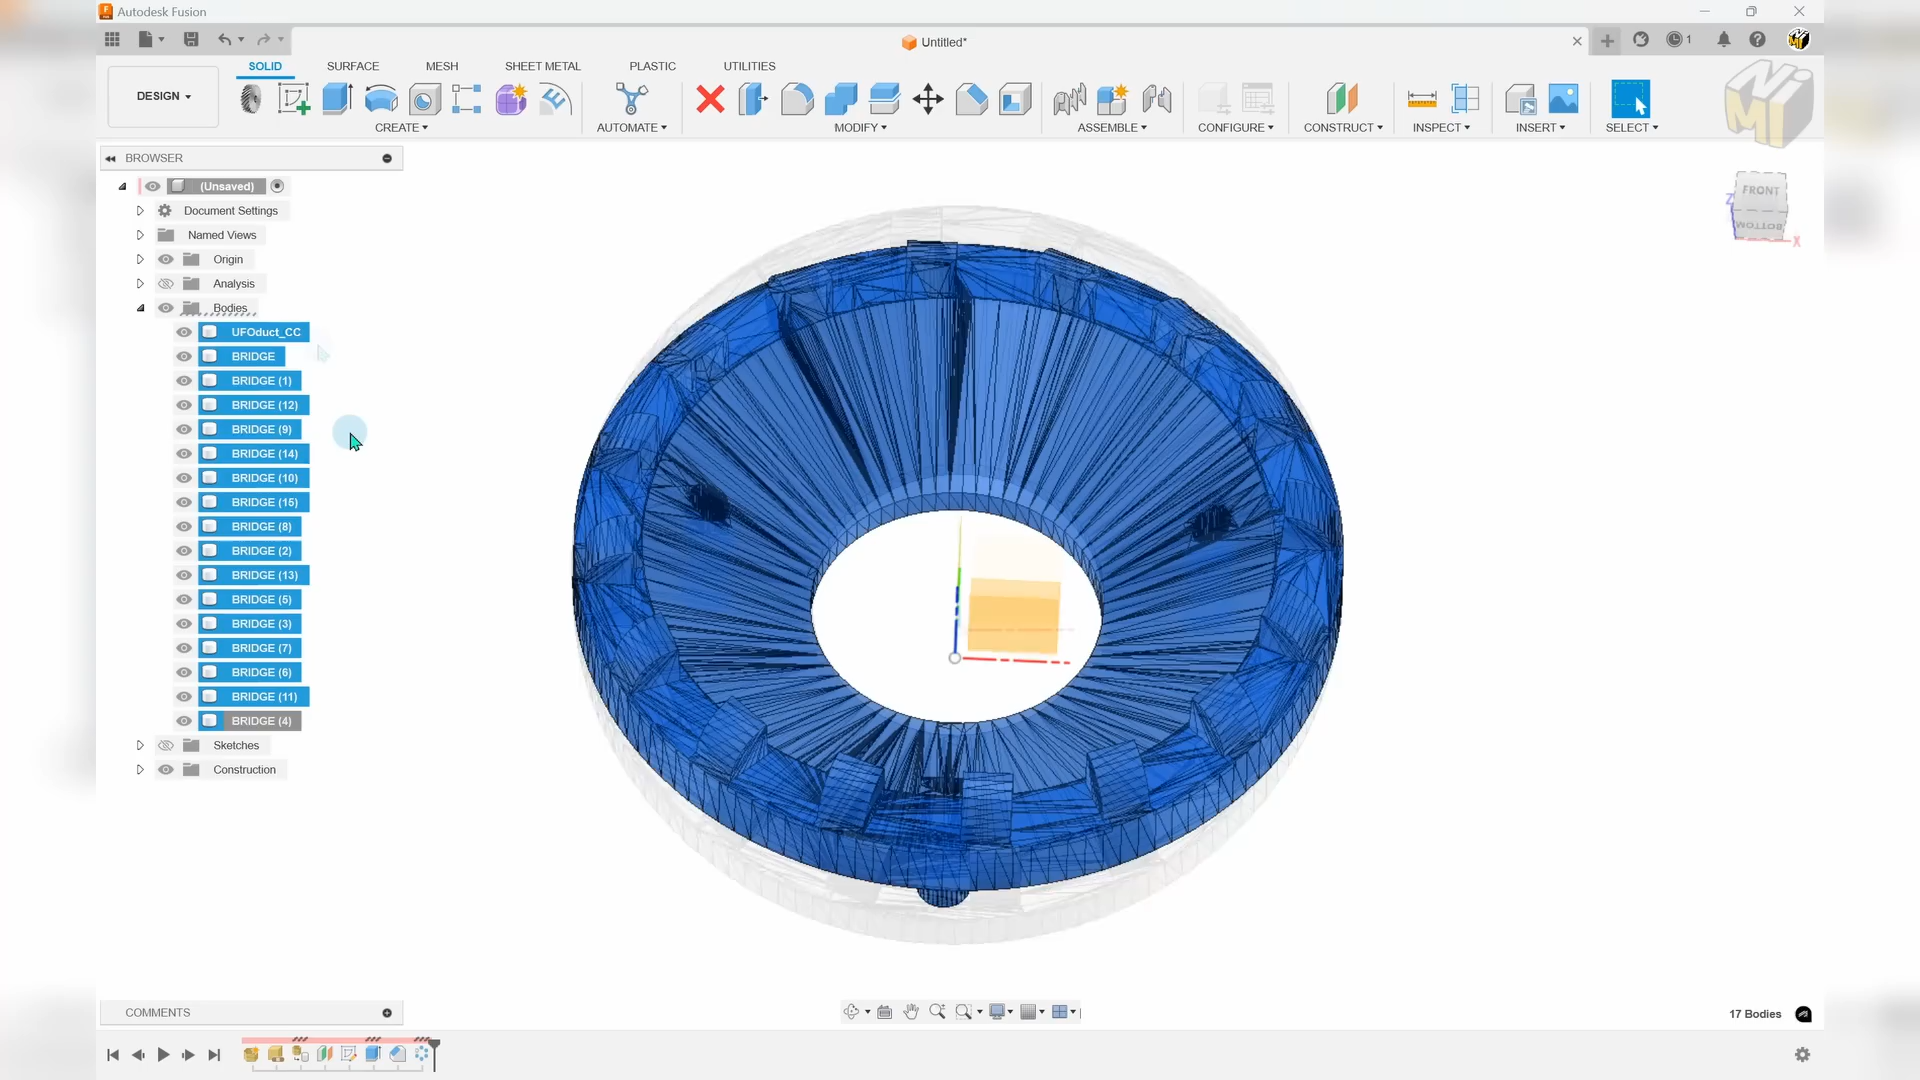 Autodesk Fusion
Untitled*
1
DESIGN
SOLID
SURFACE
MESH
SHEET METAL
PLASTIC
UTILITIES
CREATE
AUTOMATE
MODIFY
ASSEMBLE
CONFIGURE
CONSTRUCT
INSPECT
INSERT
SELECT
BROWSER
(Unsaved)
Document Settings
Named Views
Origin
Analysis
Bodies
UFOduct_CC
BRIDGE
BRIDGE (1)
BRIDGE (12)
BRIDGE (9)
BRIDGE (14)
BRIDGE (10)
BRIDGE (15)
BRIDGE (8)
BRIDGE (2)
BRIDGE (13)
BRIDGE (5)
BRIDGE (3)
BRIDGE (7)
BRIDGE (6)
BRIDGE (11)
BRIDGE (4)
Sketches
Construction
FRONT
BOTTOM
Z
X
COMMENTS
17 Bodies